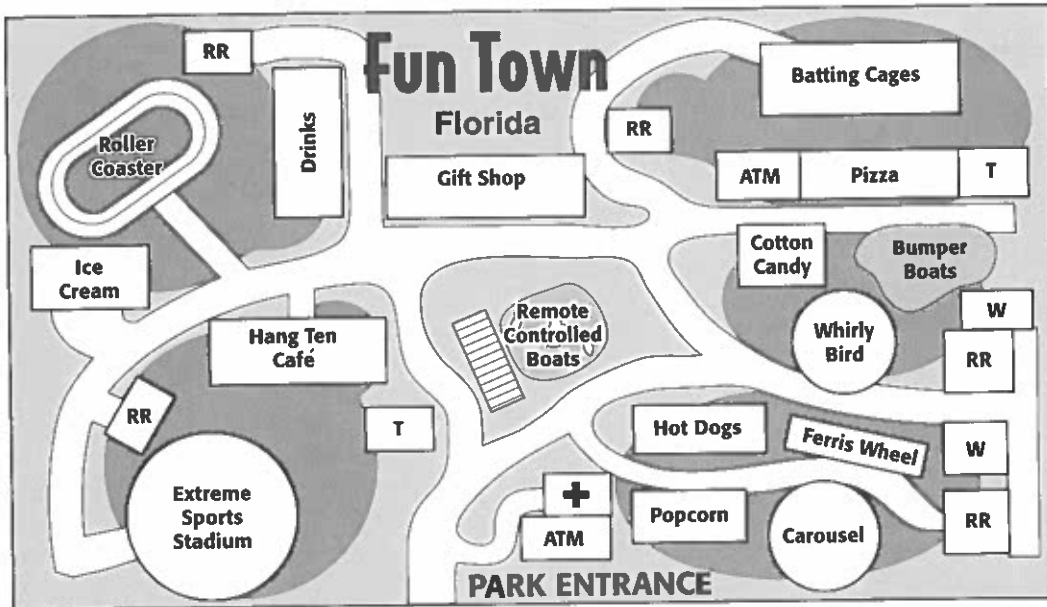 Fun Town
Florida
RR
Batting Cages
Roller
Coaster
Drinks
RR
Gift Shop
ATM
Pizza
T
Ice
Cream
Cotton
Candy
Bumper
Boats
Hang Ten
Café
Remote
Controlled
Boats
Whirly
Bird
W
RR
RR
T
Hot Dogs
Ferris Wheel
W
Extreme
Sports
Stadium
ATM
Popcorn
Carousel
RR
PARK ENTRANCE